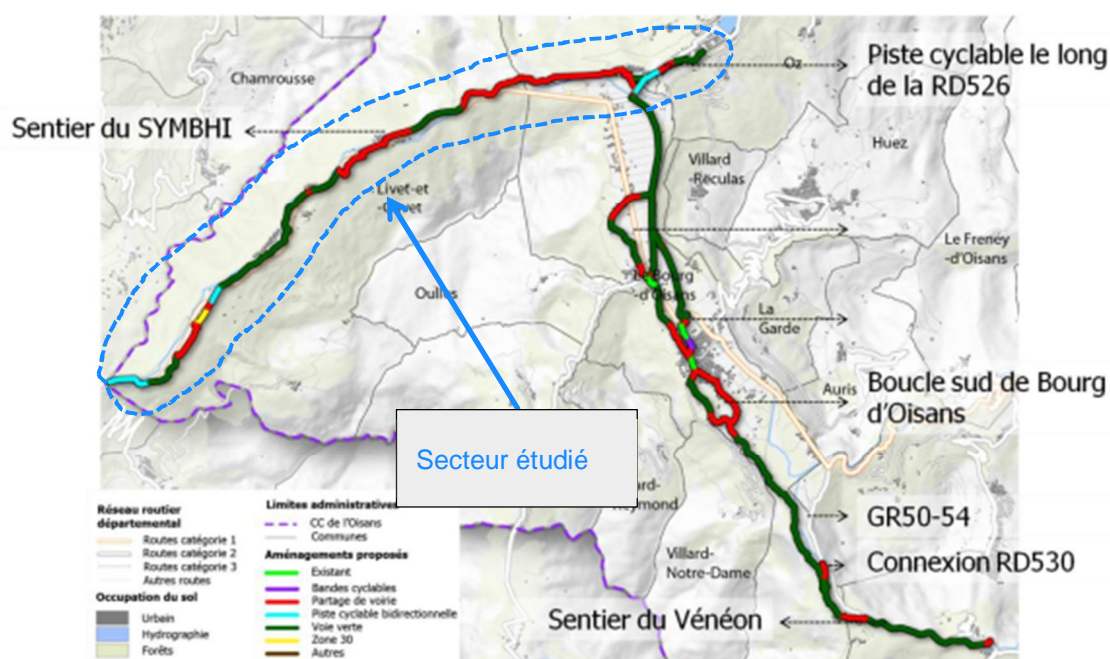 Chamrousse
Oz
Piste cyclable le long
de la RD526
Sentier du SYMBHI
Huez
Villard
-Reculas
Livet-et
-Gavet
Le Freney
-d'Oisans
Oulles
Bourg
-d'Oisans
La
Garde
Auris
Boucle sud de Bourg
d'Oisans
Secteur étudié
GR50-54
Connexion RD530
Villard-
Notre-Dame
Sentier du Vénéon
Réseau routier
départemental
Routes catégorie 1
Routes catégorie 2
Routes catégorie 3
Autres routes
Occupation du sol
Urbain
Hydrographie
Forêts
Limites administratives
CC de l'Oisans
Communes
Aménagements proposés
Existant
Bandes cyclables
Partage de voirie
Piste cyclable bidirectionnelle
Voie verte
Zone 30
Autres